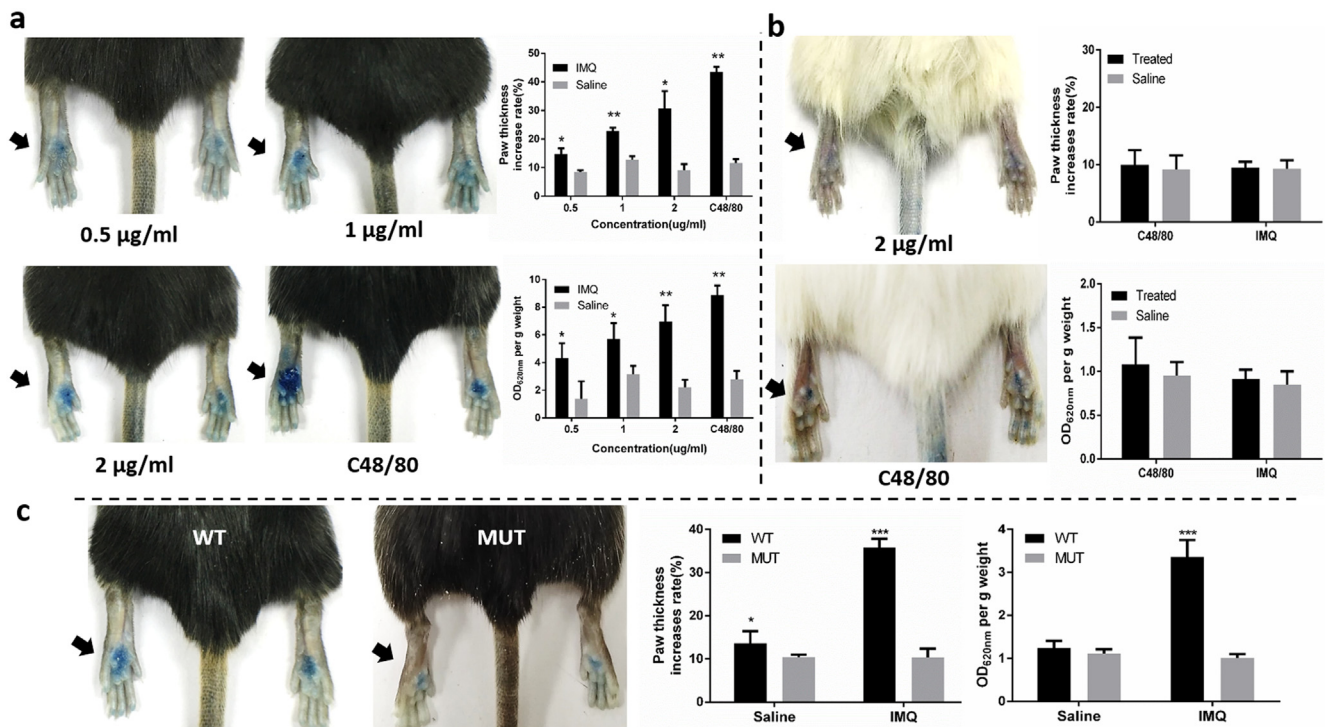 a
0.5 µg/ml
1 µg/ml
Paw thickness
increase rate(%)
50
40
30
20
10
0
IMQ
Saline
*
**
*
**
0.5
1
2
C48/80
Concentration(ug/ml)
2 µg/ml
C48/80
OD620nm per g weight
10
8
6
4
2
0
IMQ
Saline
*
*
**
**
0.5
1
2
C48/80
Concentration(ug/ml)
b
2 µg/ml
Paw thickness
increases rate(%)
30
20
10
0
Treated
Saline
C48/80
IMQ
C48/80
OD620nm per g weight
2.0
1.5
1.0
0.5
0.0
Treated
Saline
C48/80
IMQ
c
WT
MUT
Paw thickness
increases rate(%)
40
30
20
10
0
WT
MUT
*
***
Saline
IMQ
OD620nm per g weight
4
3
2
1
0
WT
MUT
***
Saline
IMQ